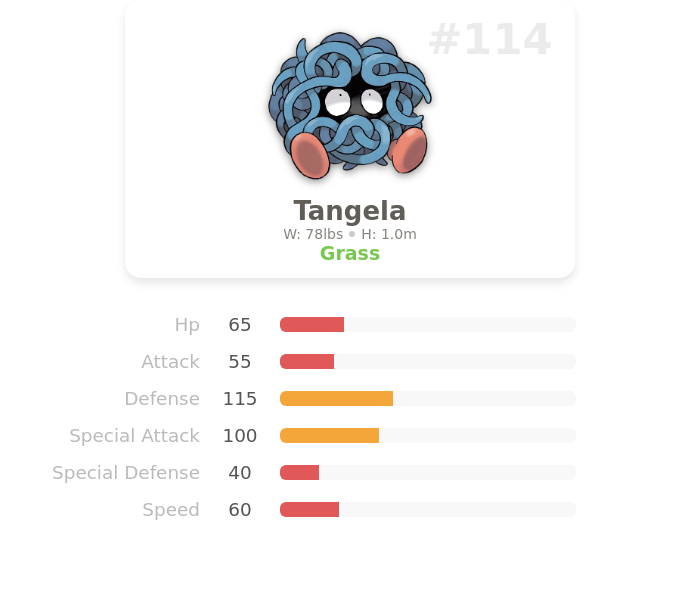 #114
Tangela
W: 78lbs ● H: 1.0m
Grass
Hp 65
Attack 55
Defense 115
Special Attack 100
Special Defense 40
Speed 60